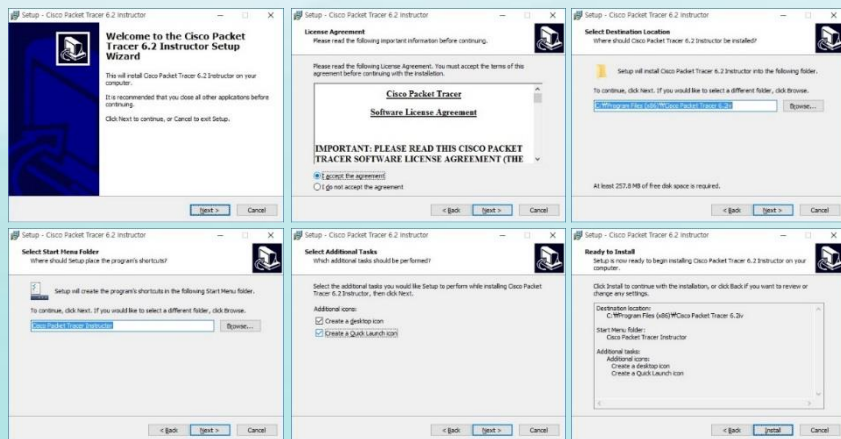 Setup - Cisco Packet Tracer 6.2 Instructor
Welcome to the Cisco Packet
Tracer 6.2 Instructor Setup
Wizard
This will install Cisco Packet Tracer 6.2 Instructor on your
computer.
It is recommended that you close all other applications before
continuing.
Click Next to continue, or Cancel to exit Setup.
Next >
Cancel
Setup - Cisco Packet Tracer 6.2 Instructor
License Agreement
Please read the following important information before continuing.
Please read the following License Agreement. You must accept the terms of this
agreement before continuing with the installation.
Cisco Packet Tracer
Software License Agreement
IMPORTANT: PLEASE READ THIS CISCO PACKET
TRACER SOFTWARE LICENSE AGREEMENT (THE
I accept the agreement
I do not accept the agreement
< Back
Next >
Cancel
Setup - Cisco Packet Tracer 6.2 Instructor
Select Destination Location
Where should Cisco Packet Tracer 6.2 Instructor be installed?
Setup will install Cisco Packet Tracer 6.2 Instructor into the following folder.
To continue, click Next. If you would like to select a different folder, click Browse.
C:₩Program Files (x86)₩Cisco Packet Tracer 6.2iv
Browse...
At least 257.8 MB of free disk space is required.
< Back
Next >
Cancel
Setup - Cisco Packet Tracer 6.2 Instructor
Select Start Menu Folder
Where should Setup place the program's shortcuts?
Setup will create the program's shortcuts in the following Start Menu folder.
To continue, click Next. If you would like to select a different folder, click Browse.
Cisco Packet Tracer Instructor
Browse...
< Back
Next >
Cancel
Setup - Cisco Packet Tracer 6.2 Instructor
Select Additional Tasks
Which additional tasks should be performed?
Select the additional tasks you would like Setup to perform while installing Cisco Packet
Tracer 6.2 Instructor, then click Next.
Additional icons:
Create a desktop icon
Create a Quick Launch icon
< Back
Next >
Cancel
Setup - Cisco Packet Tracer 6.2 Instructor
Ready to Install
Setup is now ready to begin installing Cisco Packet Tracer 6.2 Instructor on your
computer.
Click Install to continue with the installation, or click Back if you want to review or
change any settings.
Destination location:
C:₩Program Files (x86)₩Cisco Packet Tracer 6.2iv
Start Menu folder:
Cisco Packet Tracer Instructor
Additional tasks:
Additional icons:
Create a desktop icon
Create a Quick Launch icon
< Back
Install
Cancel